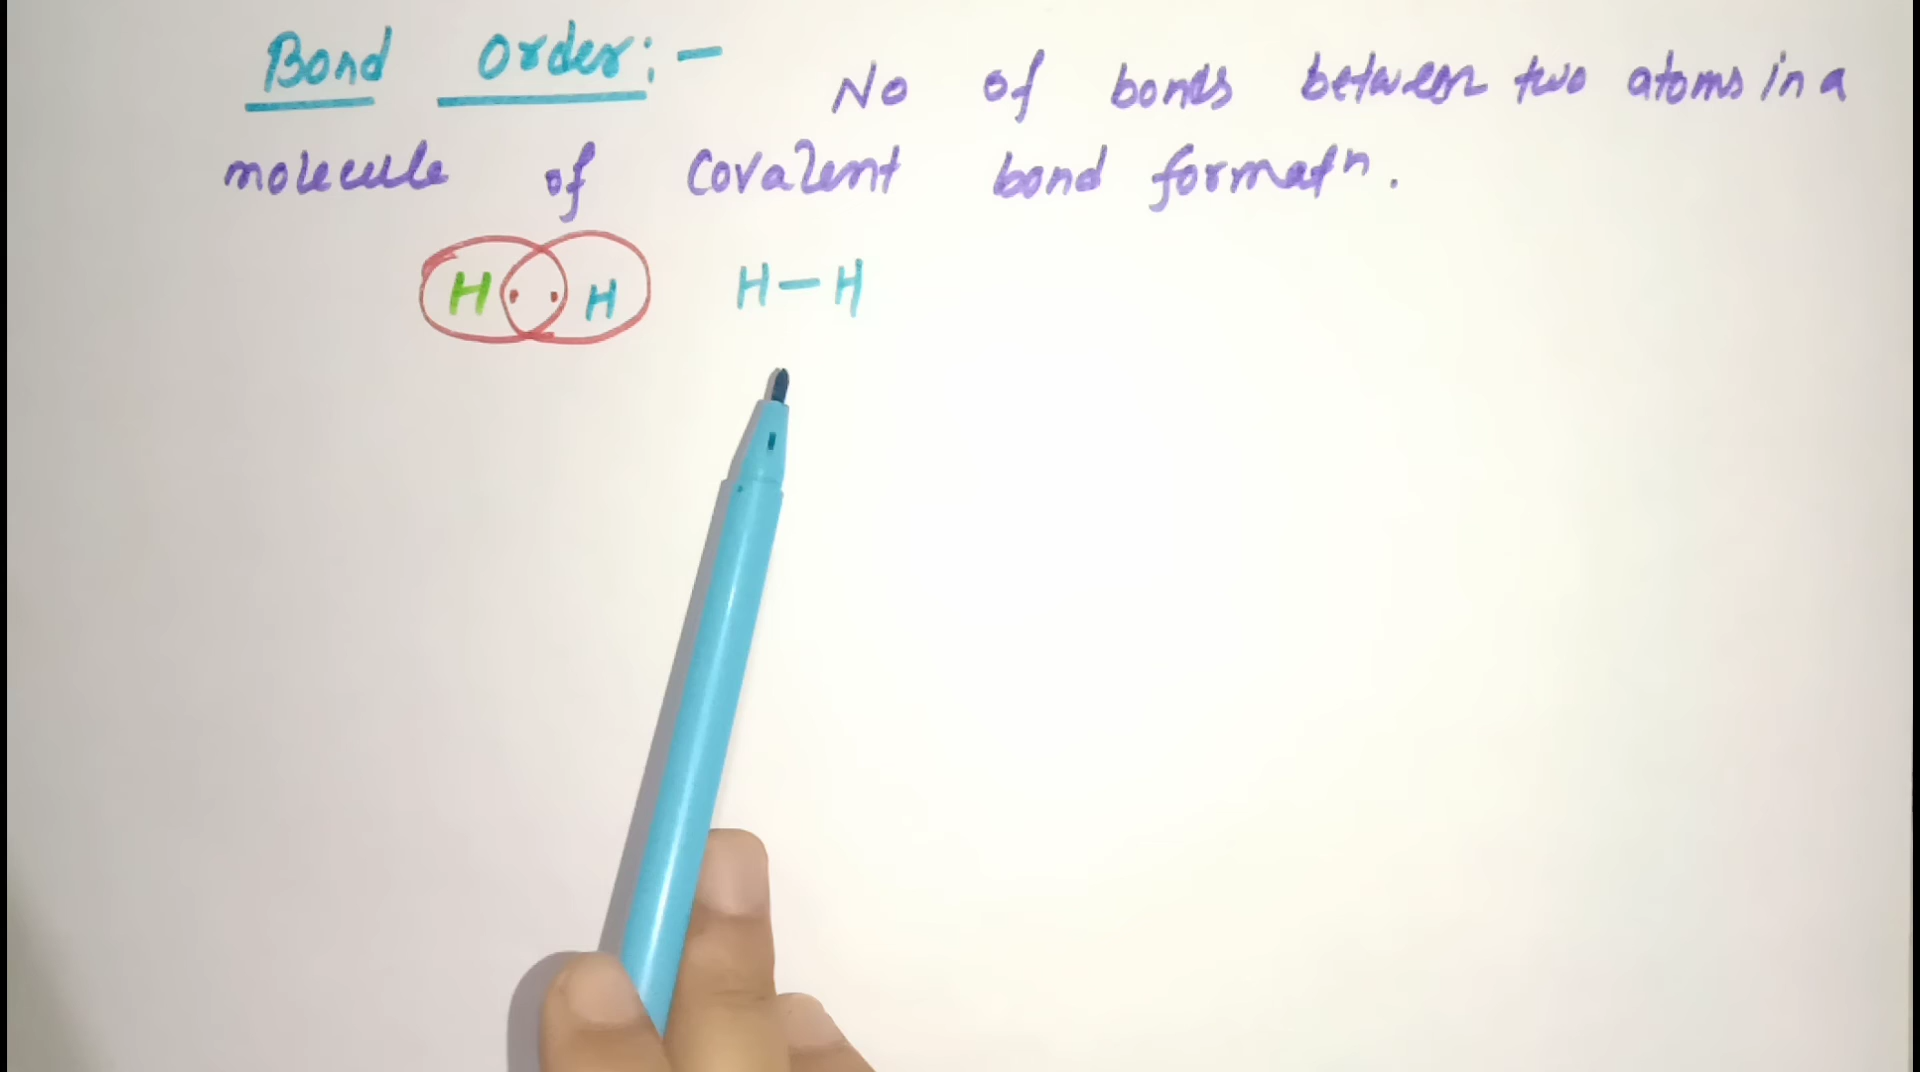 Bond Order:- No of bonds between two atoms in a
molecule of covalent bond formatⁿ.
H H H-H